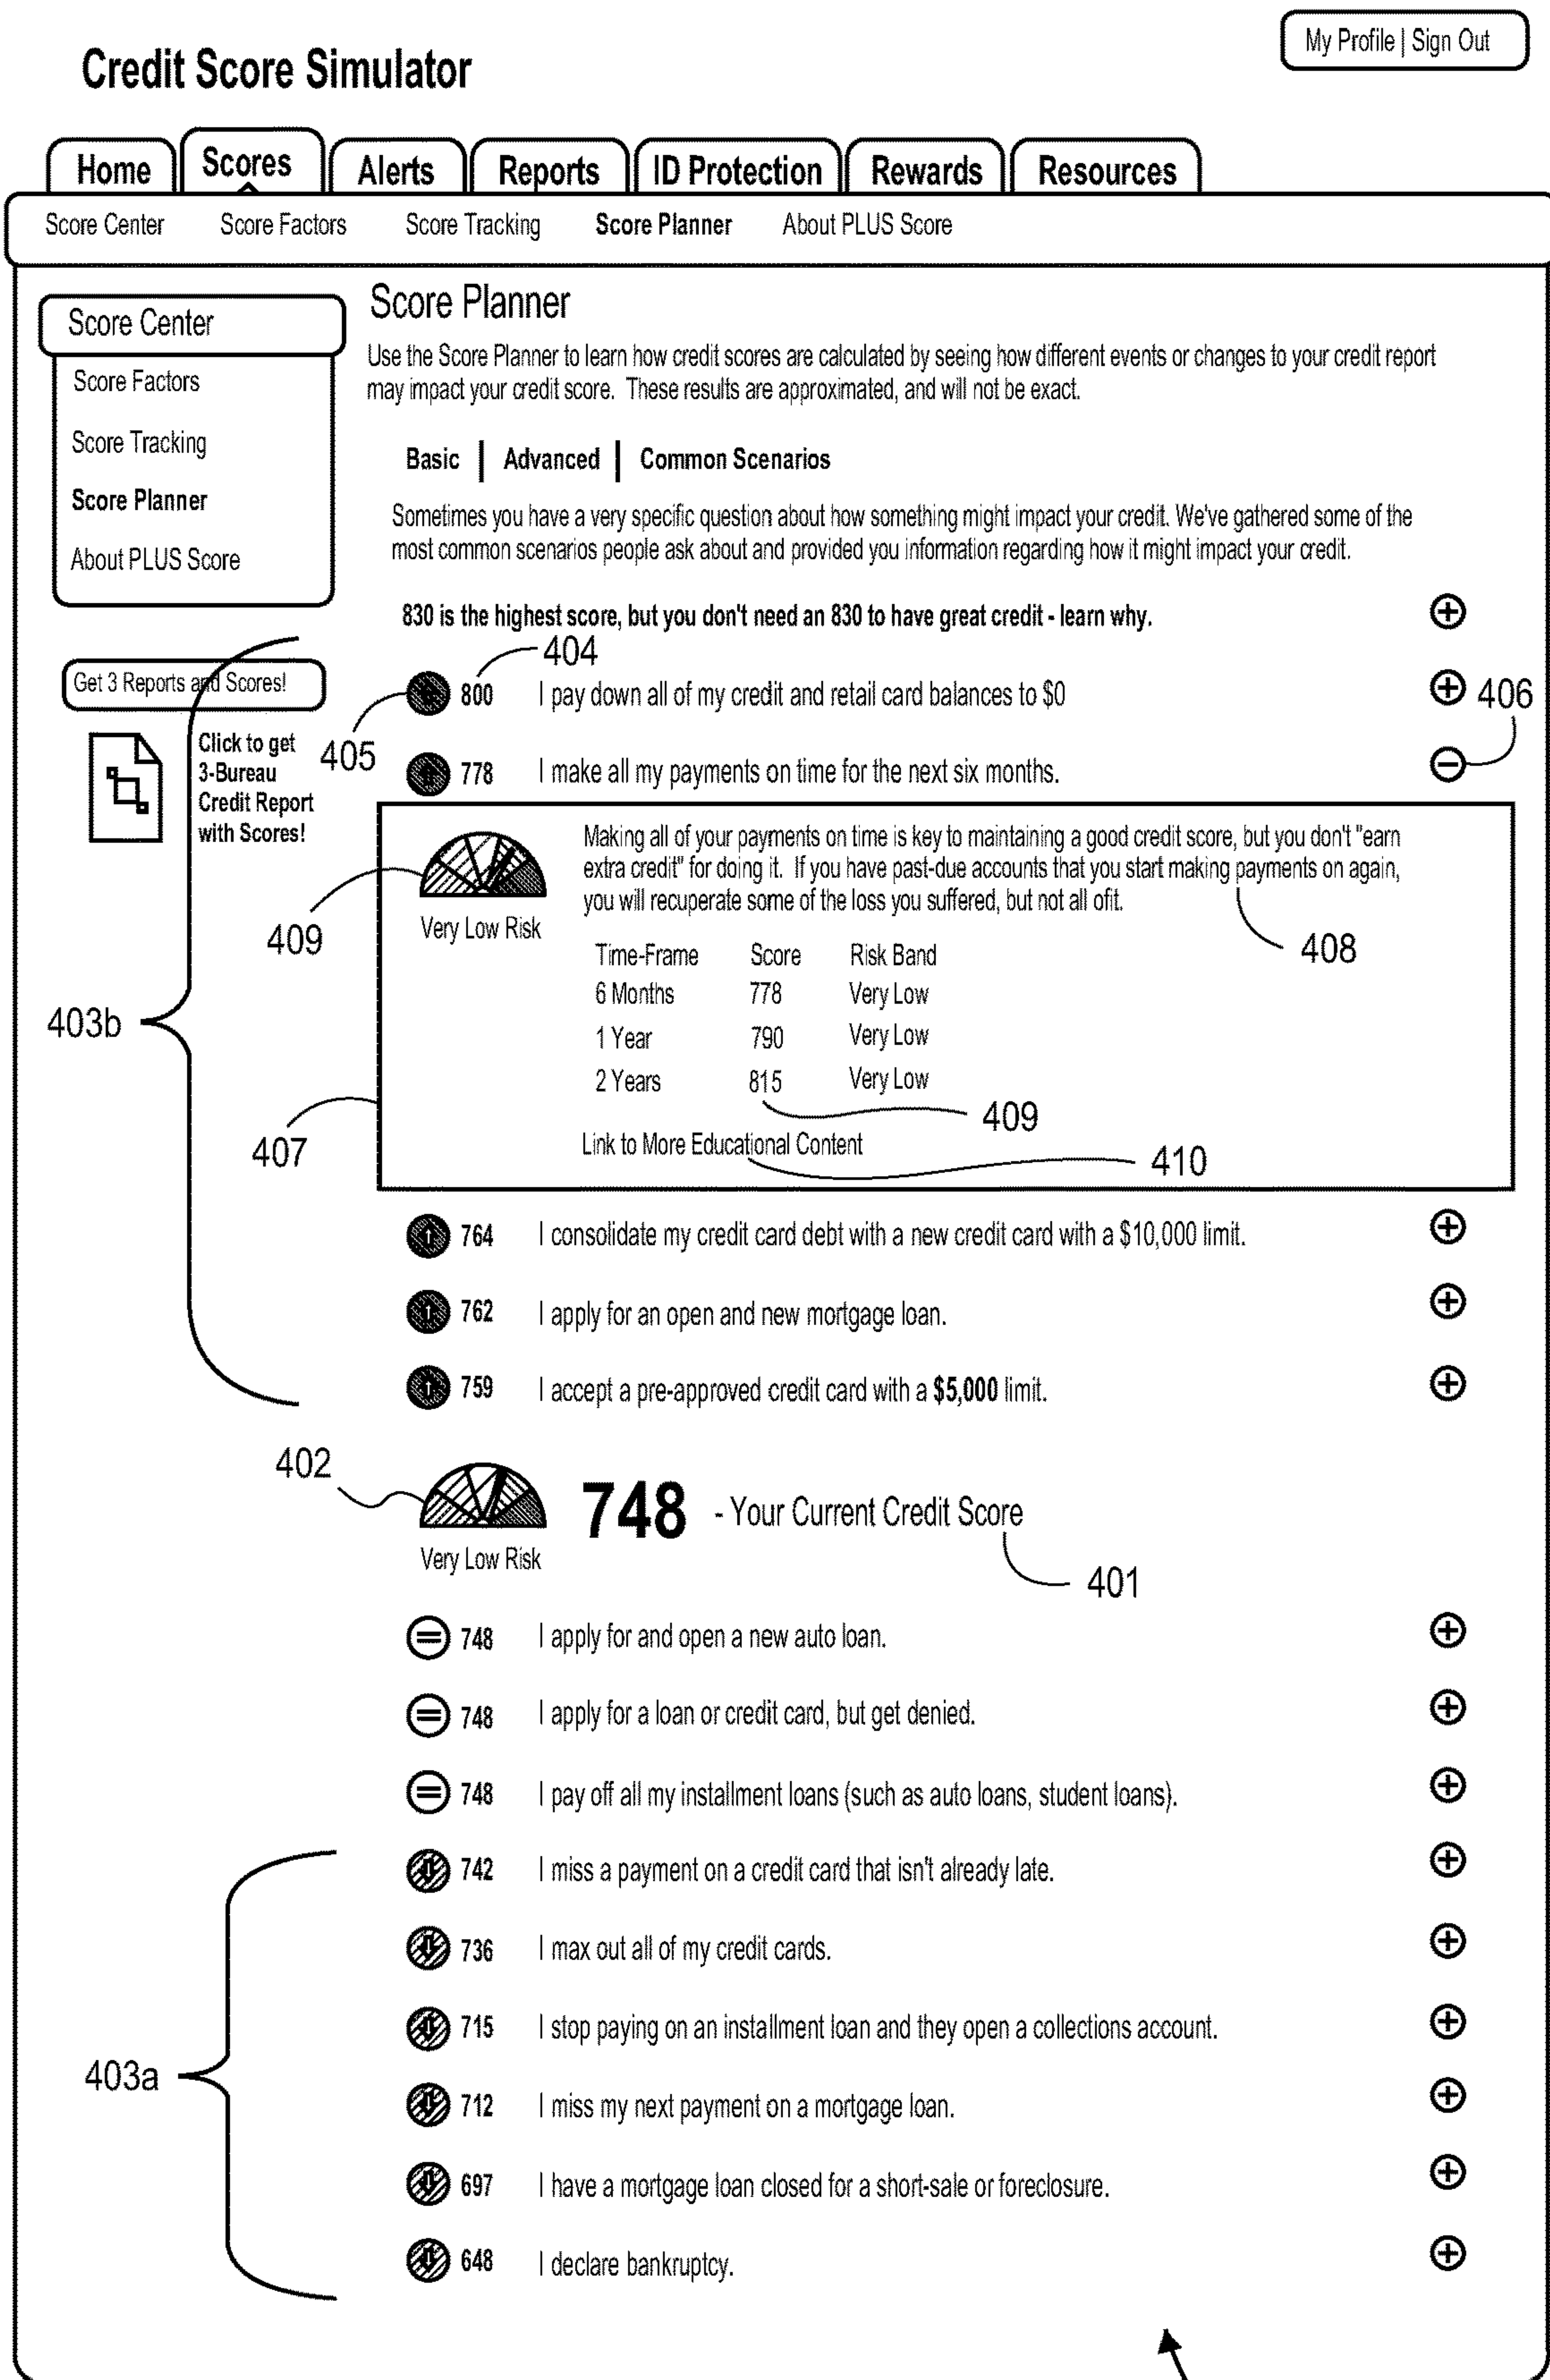 My Profile | Sign Out
Credit Score Simulator
Home Scores Alerts Reports ID Protection Rewards Resources
Score Center Score Factors Score Tracking Score Planner About PLUS Score
Score Center
Score Factors
Score Tracking
Score Planner
About PLUS Score
Get 3 Reports and Scores!
Click to get
3-Bureau
Credit Report
with Scores!
Score Planner
Use the Score Planner to learn how credit scores are calculated by seeing how different events or changes to your credit report
may impact your credit score. These results are approximated, and will not be exact.
Basic | Advanced | Common Scenarios
Sometimes you have a very specific question about how something might impact your credit. We've gathered some of the
most common scenarios people ask about and provided you information regarding how it might impact your credit.
830 is the highest score, but you don't need an 830 to have great credit - learn why.
404
800 I pay down all of my credit and retail card balances to $0
406
405
778 I make all my payments on time for the next six months.
Making all of your payments on time is key to maintaining a good credit score, but you don't "earn
extra credit" for doing it. If you have past-due accounts that you start making payments on again,
you will recuperate some of the loss you suffered, but not all ofit.
Very Low Risk
409
408
Time-Frame Score Risk Band
6 Months 778 Very Low
1 Year 790 Very Low
2 Years 815 Very Low
403b
409
407
Link to More Educational Content
410
764 I consolidate my credit card debt with a new credit card with a $10,000 limit.
762 I apply for an open and new mortgage loan.
759 I accept a pre-approved credit card with a $5,000 limit.
402
748 - Your Current Credit Score
Very Low Risk
401
748 I apply for and open a new auto loan.
748 I apply for a loan or credit card, but get denied.
748 I pay off all my installment loans (such as auto loans, student loans).
742 I miss a payment on a credit card that isn't already late.
736 I max out all of my credit cards.
715 I stop paying on an installment loan and they open a collections account.
403a
712 I miss my next payment on a mortgage loan.
697 I have a mortgage loan closed for a short-sale or foreclosure.
648 I declare bankruptcy.